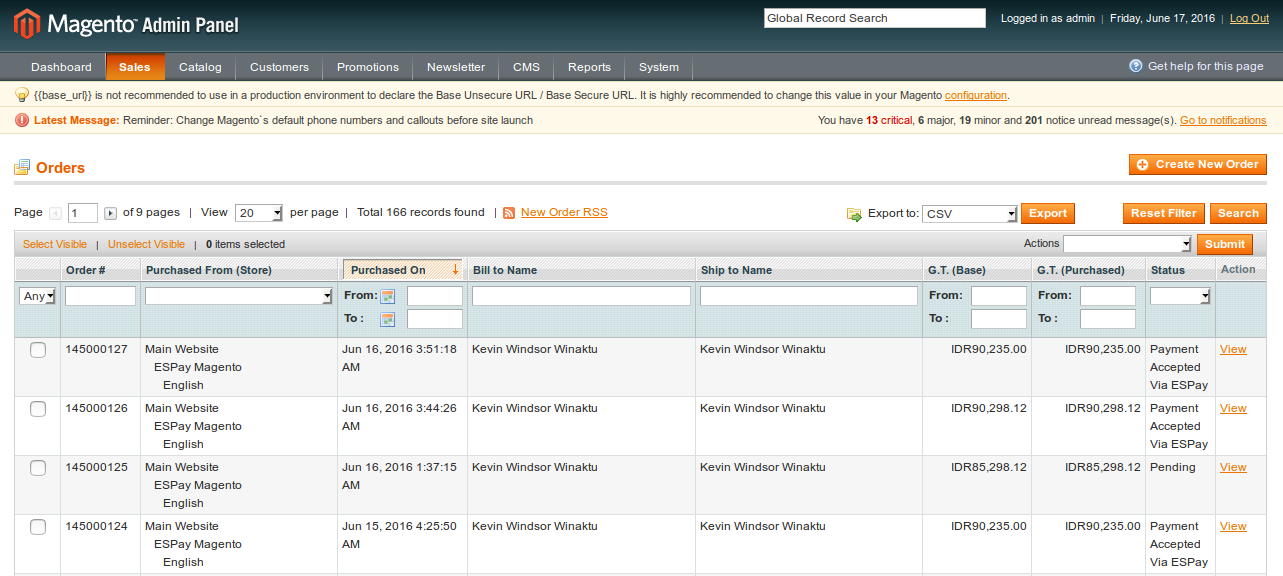 Magento™ Admin Panel
Global Record Search
Logged in as admin | Friday, June 17, 2016 | Log Out
Dashboard Sales Catalog Customers Promotions Newsletter CMS Reports System Get help for this page
{{base_url}} is not recommended to use in a production environment to declare the Base Unsecure URL / Base Secure URL. It is highly recommended to change this value in your Magento configuration.
Latest Message: Reminder: Change Magento`s default phone numbers and callouts before site launch You have 13 critical, 6 major, 19 minor and 201 notice unread message(s). Go to notifications
Orders Create New Order
Page 1 of 9 pages | View 20 per page | Total 166 records found | New Order RSS Export to: CSV Export Reset Filter Search
Select Visible | Unselect Visible | 0 items selected Actions Submit
Order # Purchased From (Store) Purchased On Bill to Name Ship to Name G.T. (Base) G.T. (Purchased) Status Action
Any From: From: From:
To : To : To :
145000127 Main Website Jun 16, 2016 3:51:18 Kevin Windsor Winaktu Kevin Windsor Winaktu IDR90,235.00 IDR90,235.00 Payment View
ESPay Magento AM Accepted
English Via ESPay
145000126 Main Website Jun 16, 2016 3:44:26 Kevin Windsor Winaktu Kevin Windsor Winaktu IDR90,298.12 IDR90,298.12 Payment View
ESPay Magento AM Accepted
English Via ESPay
145000125 Main Website Jun 16, 2016 1:37:15 Kevin Windsor Winaktu Kevin Windsor Winaktu IDR85,298.12 IDR85,298.12 Pending View
ESPay Magento AM
English
145000124 Main Website Jun 15, 2016 4:25:50 Kevin Windsor Winaktu Kevin Windsor Winaktu IDR90,235.00 IDR90,235.00 Payment View
ESPay Magento AM Accepted
English Via ESPay